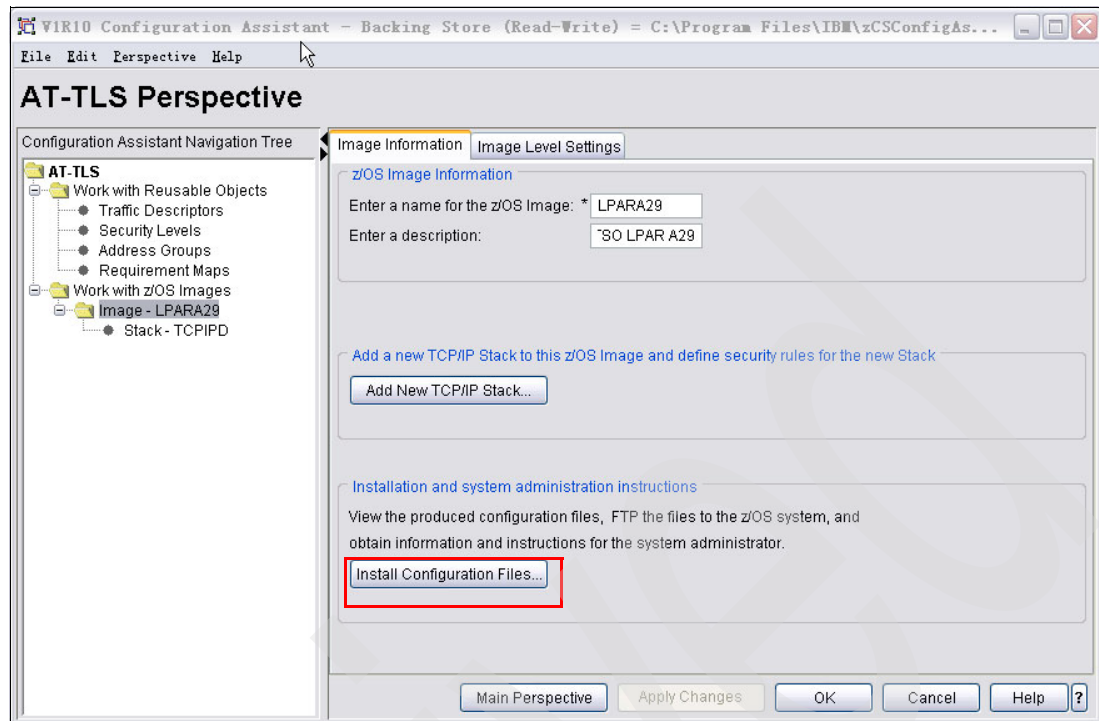 V1R10 Configuration Assistant - Backing Store (Read-Write) = C:\Program Files\IBM\zCSConfigAs...
File Edit Perspective Help
AT-TLS Perspective
Configuration Assistant Navigation Tree
AT-TLS
Work with Reusable Objects
Traffic Descriptors
Security Levels
Address Groups
Requirement Maps
Work with z/OS Images
Image - LPARA29
Stack - TCPIPD
Image Information
Image Level Settings
z/OS Image Information
Enter a name for the z/OS Image: * LPARA29
Enter a description: TSO LPAR A29
Add a new TCP/IP Stack to this z/OS Image and define security rules for the new Stack
Add New TCP/IP Stack...
Installation and system administration instructions
View the produced configuration files, FTP the files to the z/OS system, and
obtain information and instructions for the system administrator.
Install Configuration Files...
Main Perspective
Apply Changes
OK
Cancel
Help
?